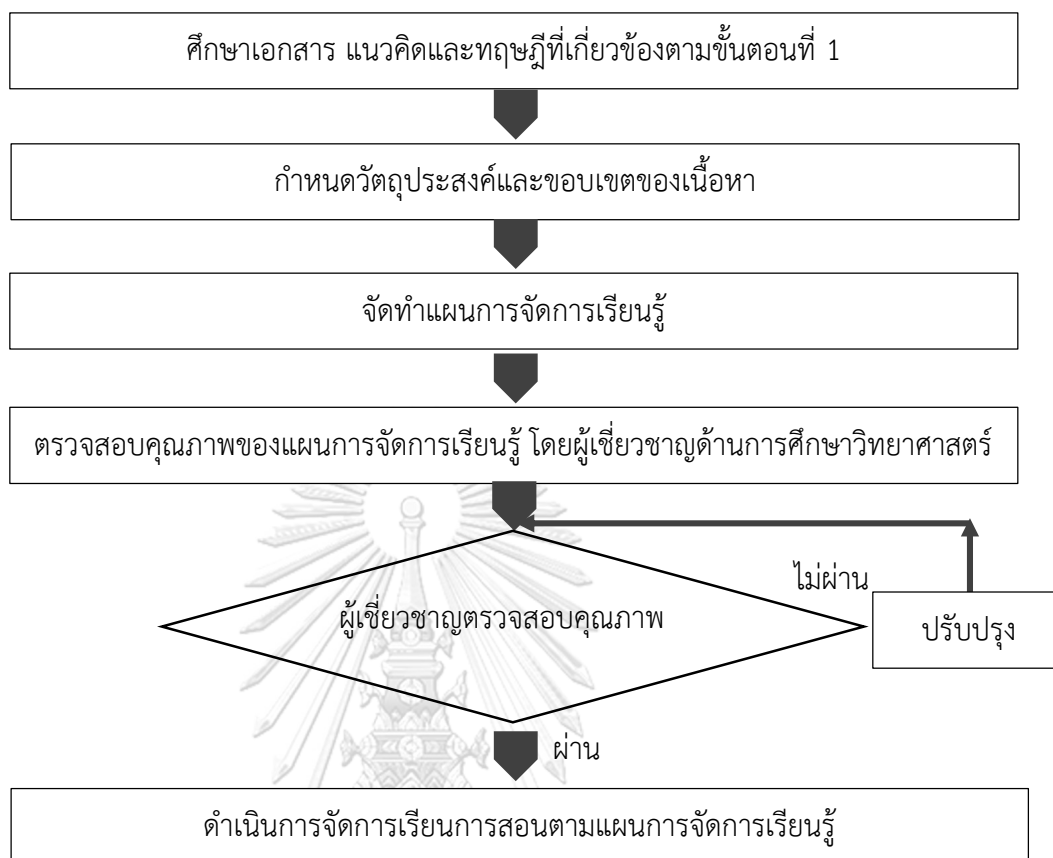 ศึกษาเอกสาร แนวคิดและทฤษฎีที่เกี่ยวข้องตามขั้นตอนที่ 1
กำหนดวัตถุประสงค์และขอบเขตของเนื้อหา
จัดทำแผนการจัดการเรียนรู้
ตรวจสอบคุณภาพของแผนการจัดการเรียนรู้ โดยผู้เชี่ยวชาญด้านการศึกษาวิทยาศาสตร์
ไม่ผ่าน
ผู้เชี่ยวชาญตรวจสอบคุณภาพ
ปรับปรุง
ผ่าน
ดำเนินการจัดการเรียนการสอนตามแผนการจัดการเรียนรู้